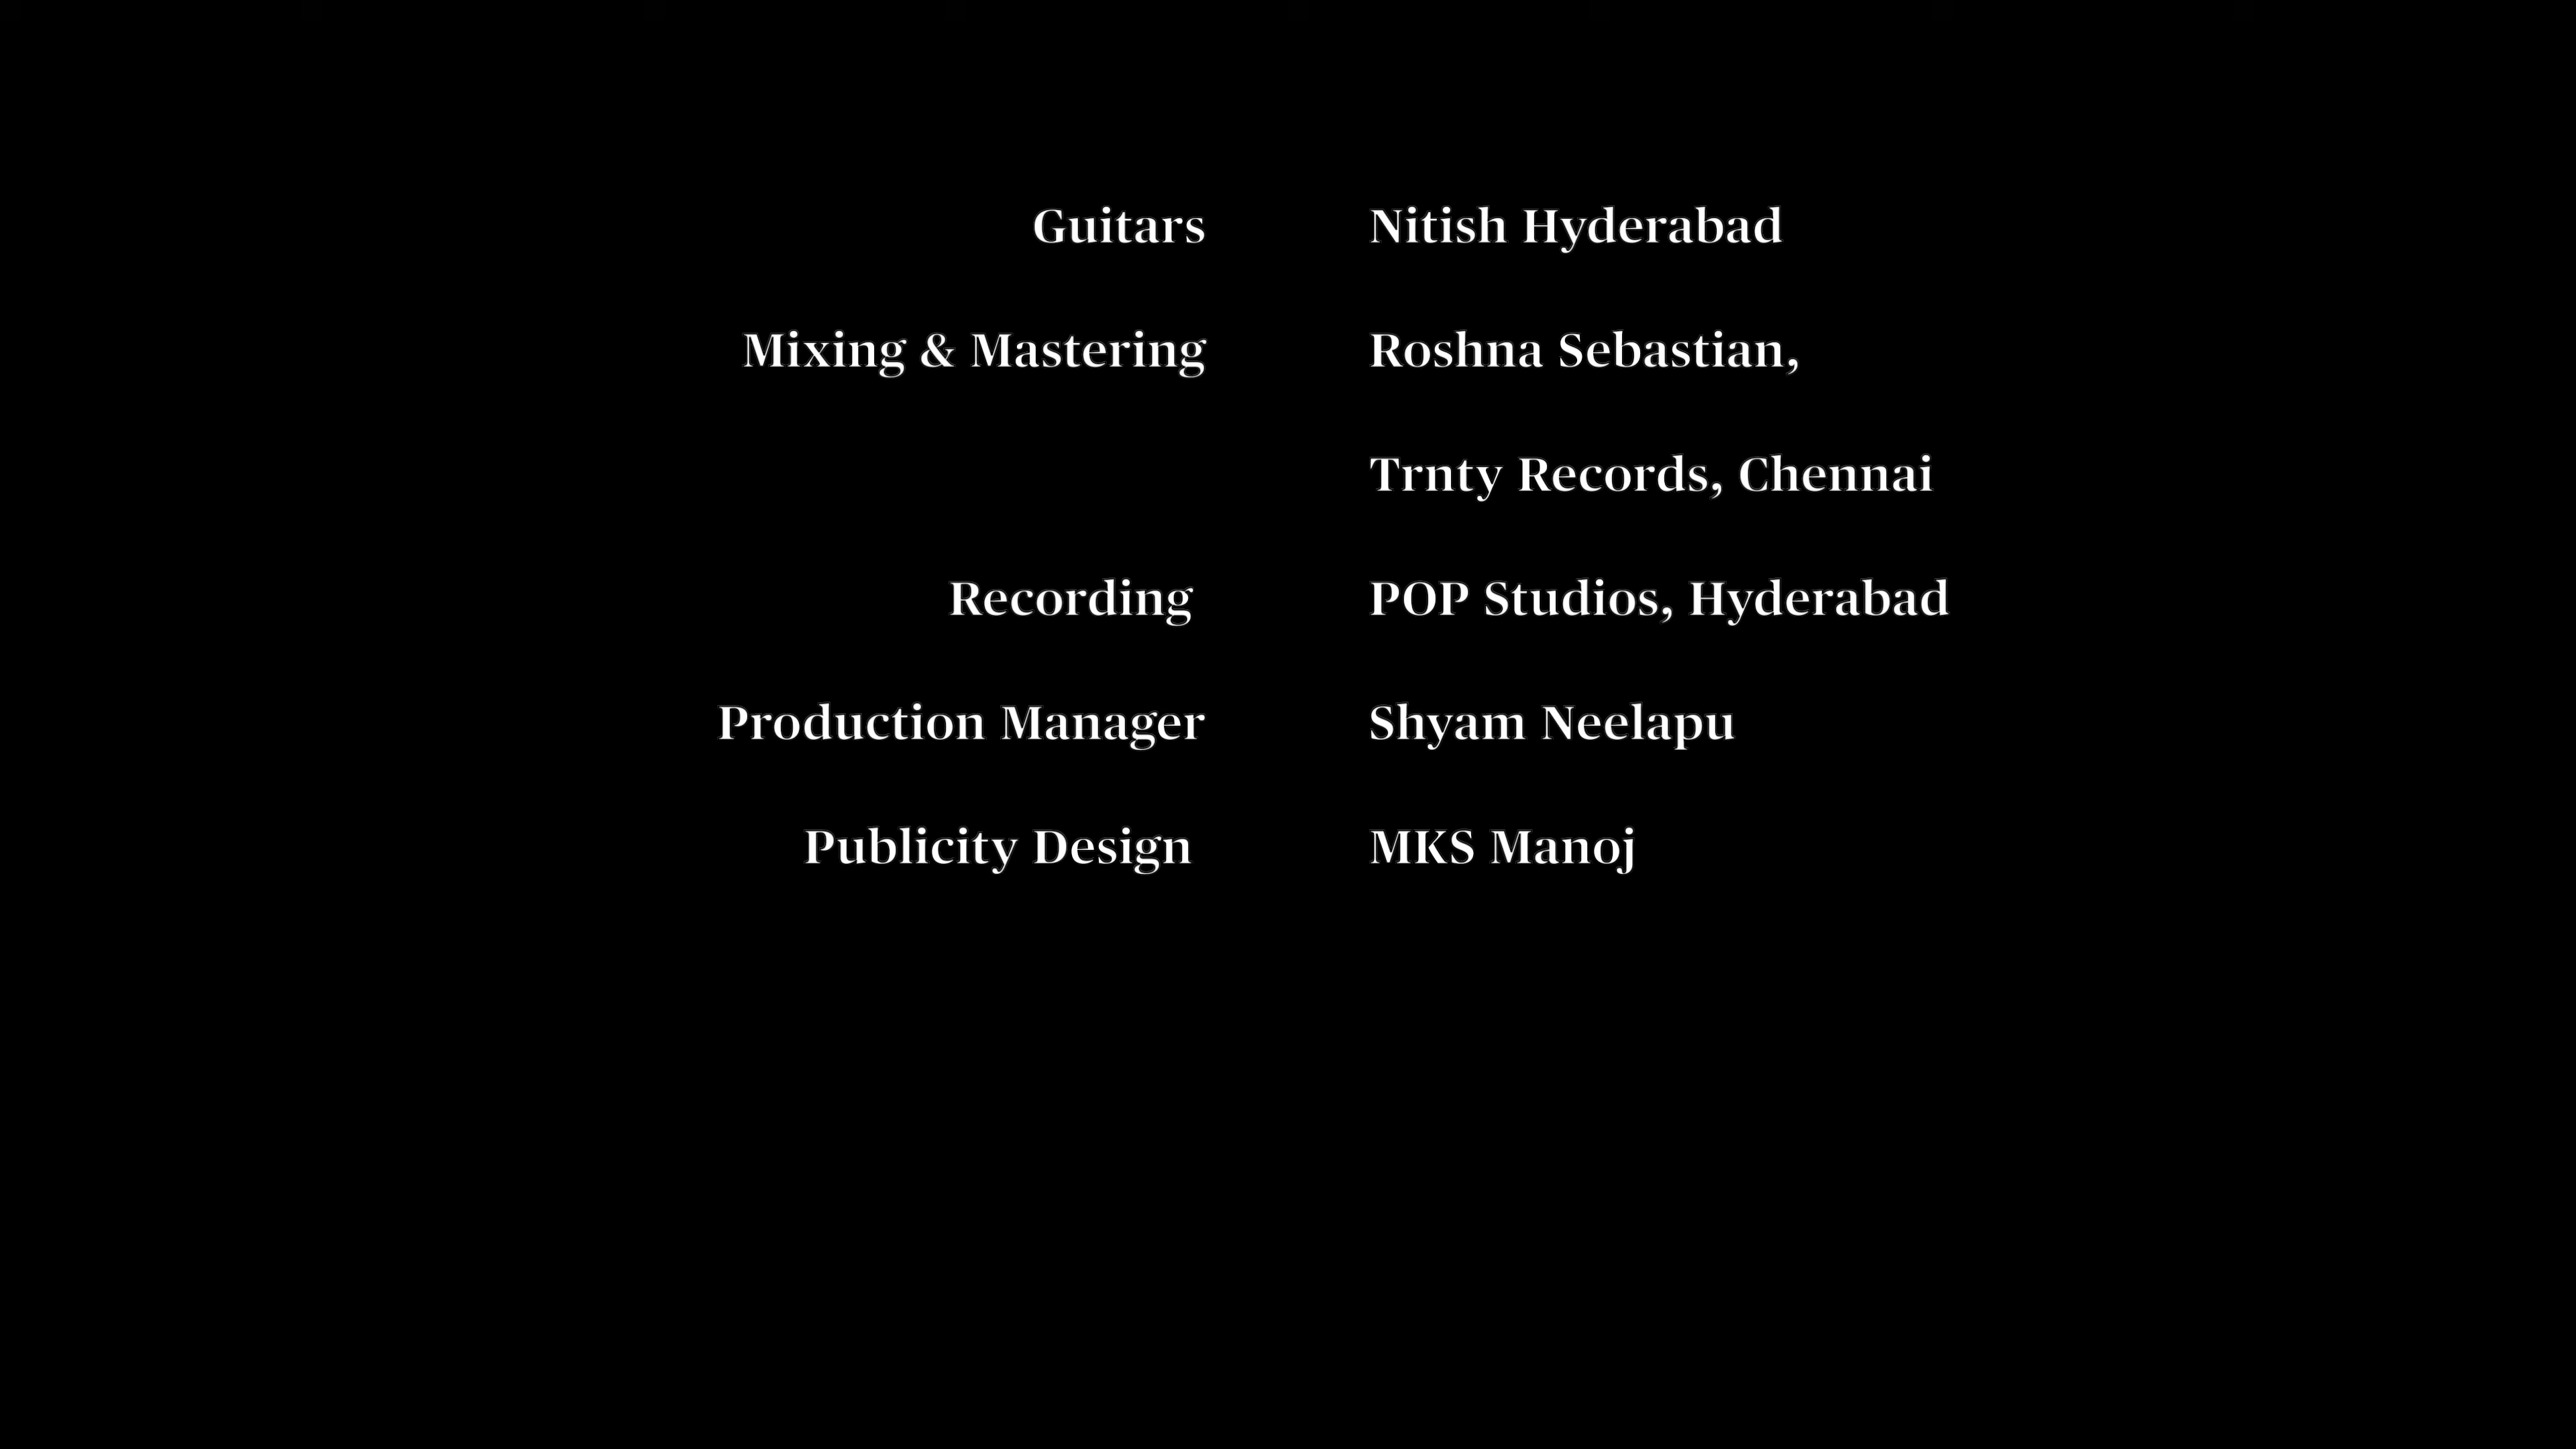 Guitars Nitish Hyderabad
Mixing & Mastering Roshna Sebastian,
Trnty Records, Chennai
Recording POP Studios, Hyderabad
Production Manager Shyam Neelapu
Publicity Design MKS Manoj